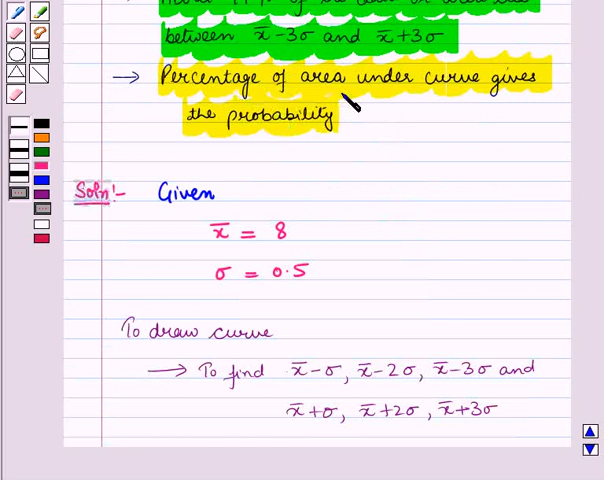 between x̄-3σ and x̄+3σ
→ Percentage of area under curve gives
the probability
Soln:- Given
x̄ = 8
σ = 0.5
To draw curve
→ To find x̄-σ, x̄-2σ, x̄-3σ and
x̄+σ, x̄+2σ, x̄+3σ